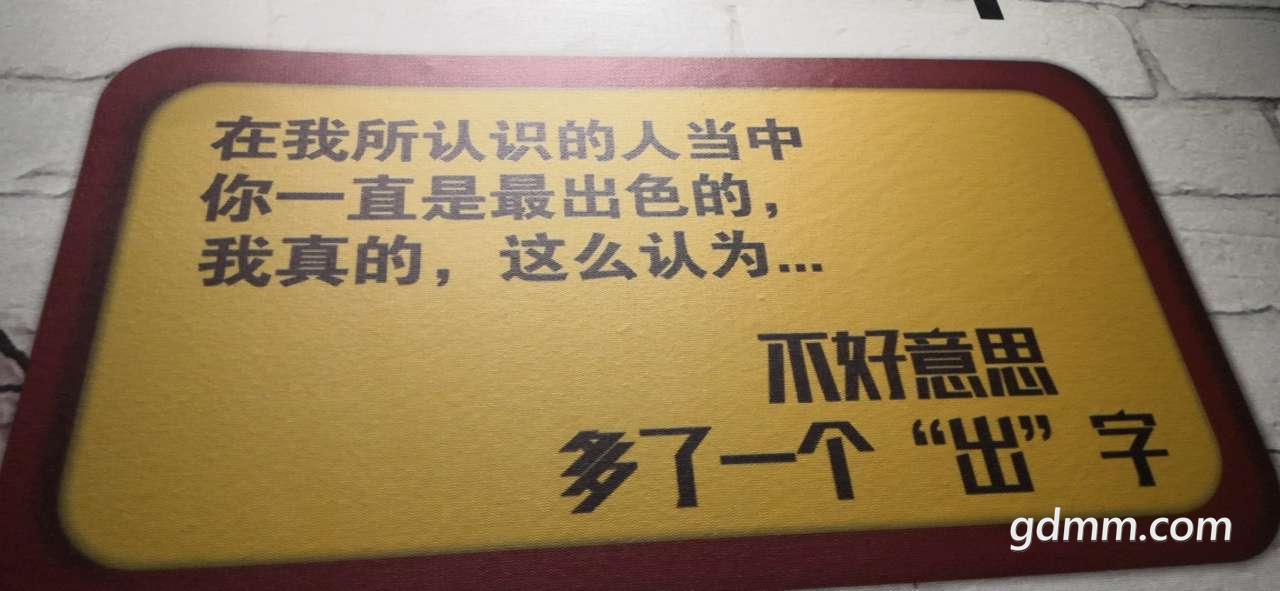 在我所认识的人当中
你一直是最出色的，
我真的，这么认为...
不好意思
多了一个“出”字
gdmm.com